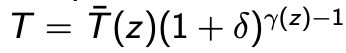 T = T̄(z)(1 + δ)^{γ(z)−1}